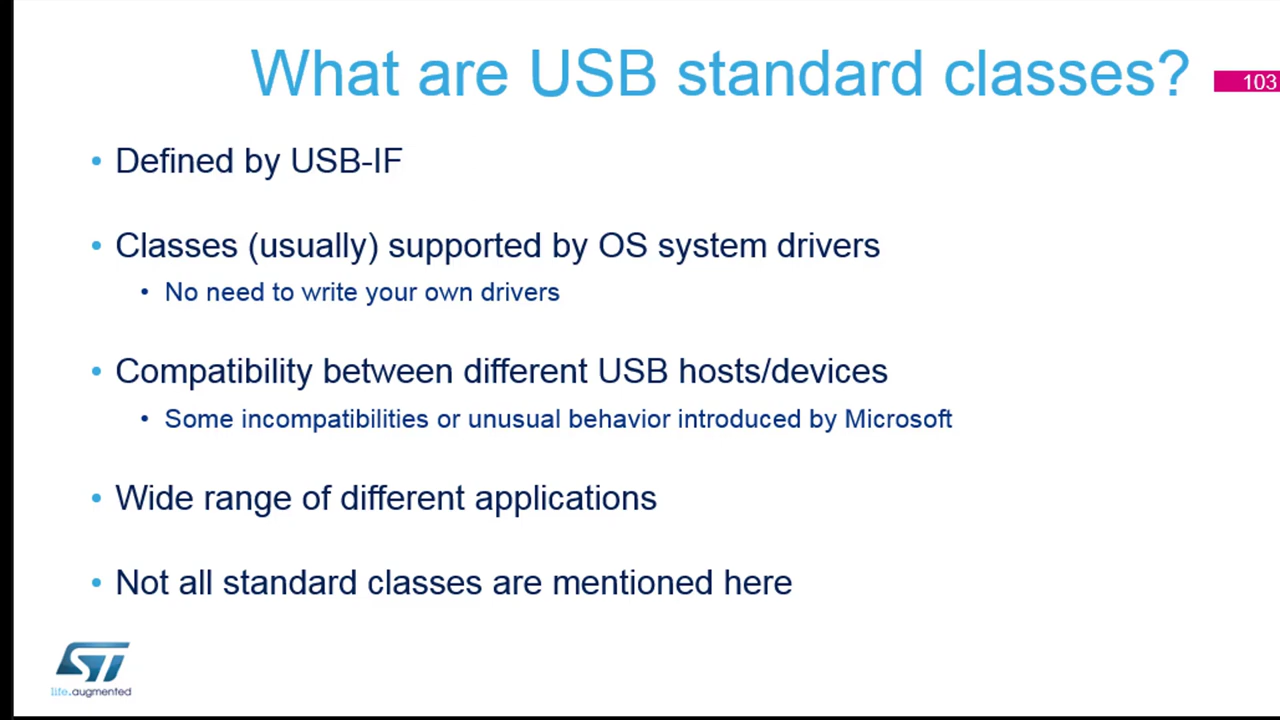 What are USB standard classes?
103
• Defined by USB-IF
• Classes (usually) supported by OS system drivers
• No need to write your own drivers
• Compatibility between different USB hosts/devices
• Some incompatibilities or unusual behavior introduced by Microsoft
• Wide range of different applications
• Not all standard classes are mentioned here
ST
life.augmented